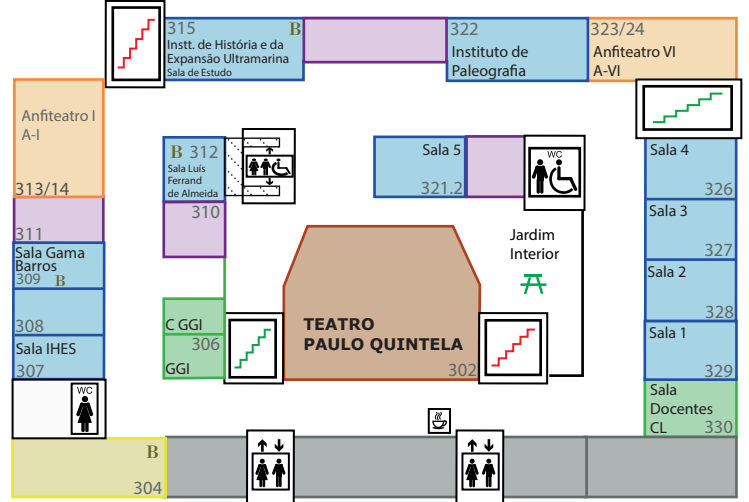 315
B
Instt. de História e da
Expansão Ultramarina
Sala de Estudo
322
Instituto de
Paleografia
323/24
Anfiteatro VI
A-VI
Anfiteatro I
A-I
313/14
B 312
Sala Luís
Ferrand
de Almeida
310
Sala 5
321.2
WC
Sala 4
326
311
Sala Gama
Barros
309 B
308
Sala IHES
307
WC
C GGI
306
GGI
TEATRO
PAULO QUINTELA
302
Jardim
Interior
Sala 3
327
Sala 2
328
Sala 1
329
Sala
Docentes
CL 330
B
304